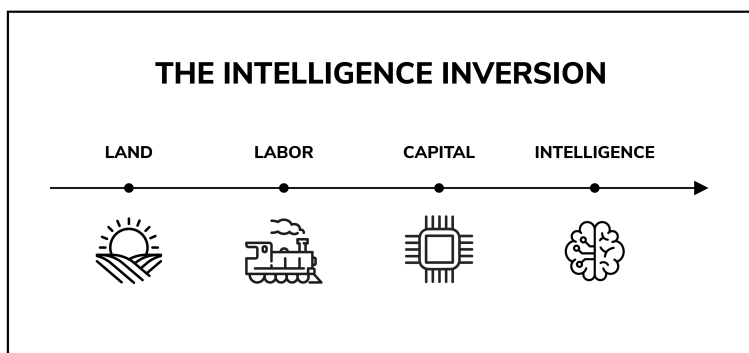 THE INTELLIGENCE INVERSION
LAND LABOR CAPITAL INTELLIGENCE